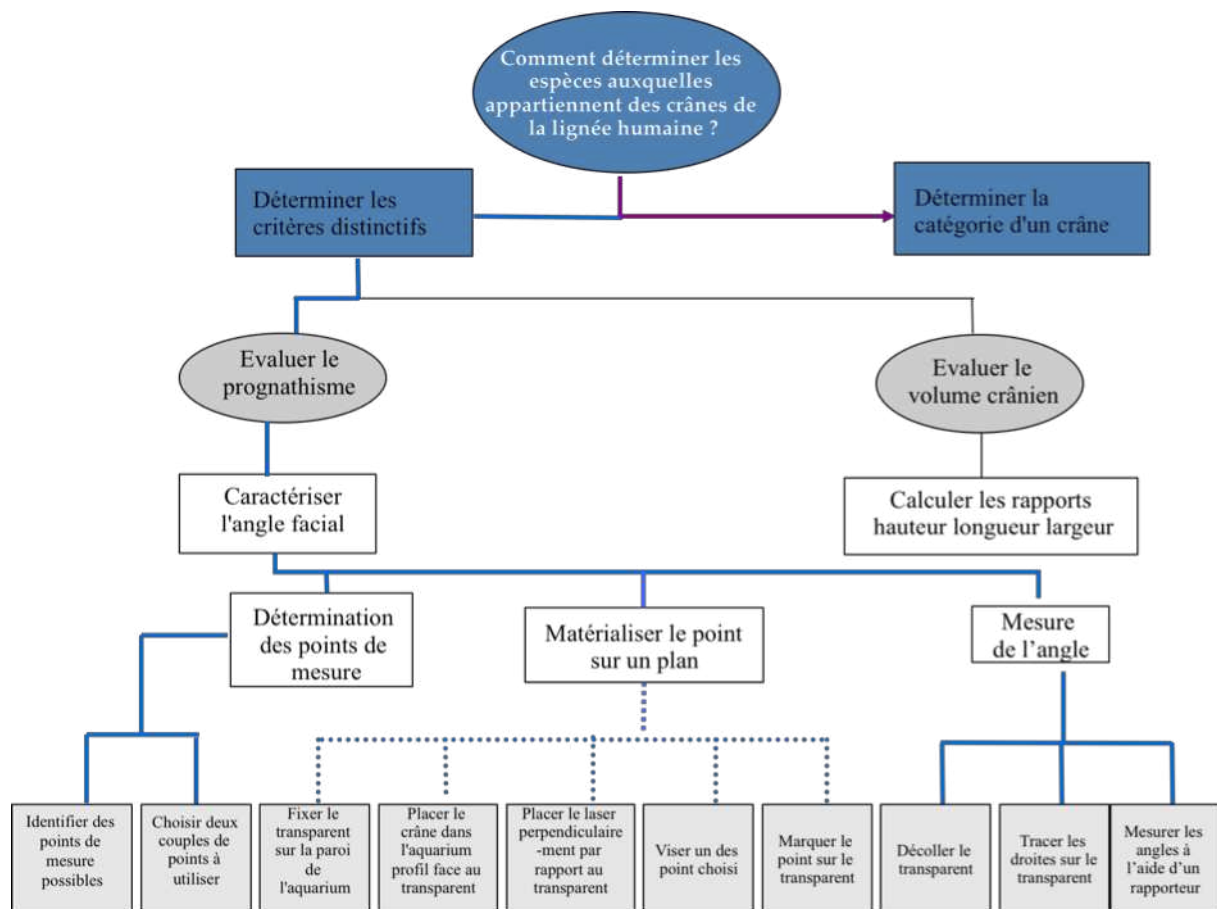 Comment déterminer les
espèces auxquelles
appartiennent des crânes de
la lignée humaine ?
Déterminer les
critères distinctifs
Déterminer la
catégorie d'un crâne
Evaluer le
prognathisme
Evaluer le
volume crânien
Caractériser
l'angle facial
Calculer les rapports
hauteur longueur largeur
Détermination
des points de
mesure
Matérialiser le point
sur un plan
Mesure
de l’angle
Identifier des
points de
mesure
possibles
Choisir deux
couples de
points à
utiliser
Fixer le
transparent
sur la paroi
de
l'aquarium
Placer le
crâne dans
l'aquarium
profil face au
transparent
Placer le laser
perpendiculaire
-ment par
rapport au
transparent
Viser un des
point choisi
Marquer le
point sur le
transparent
Décoller le
transparent
Tracer les
droites sur le
transparent
Mesurer les
angles à
l’aide d’un
rapporteur